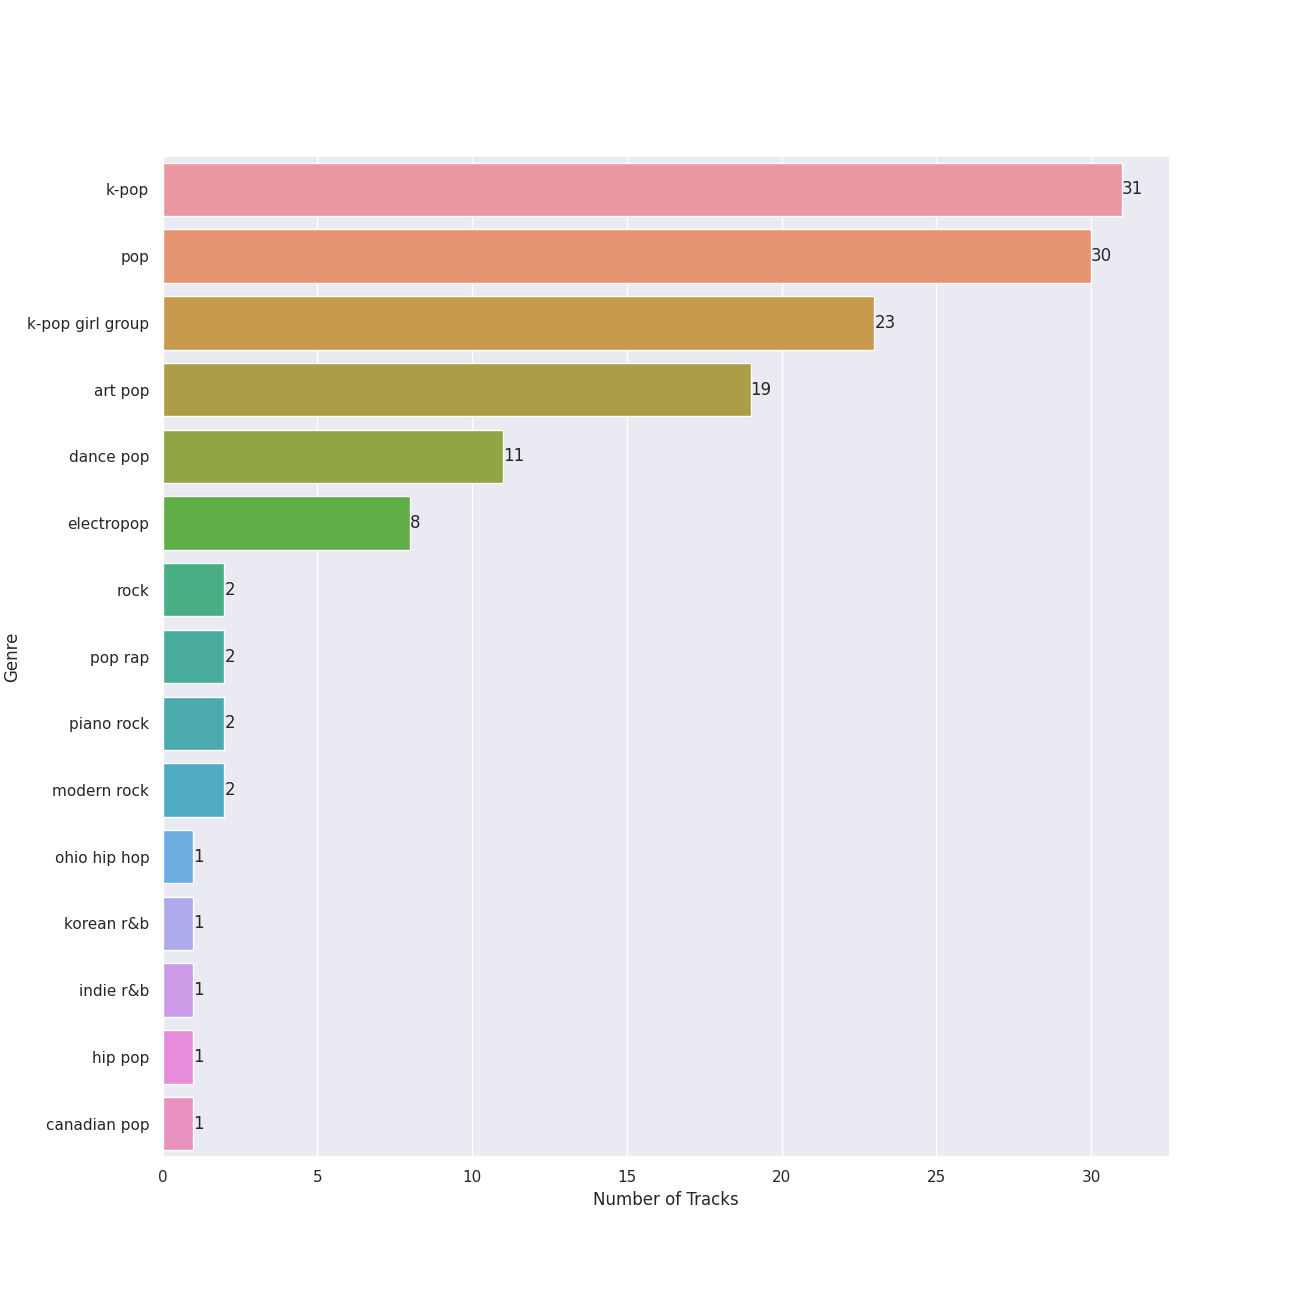 k-pop 31
pop 30
k-pop girl group 23
art pop 19
dance pop 11
electropop 8
rock 2
pop rap 2
piano rock 2
modern rock 2
ohio hip hop 1
korean r&b 1
indie r&b 1
hip pop 1
canadian pop 1
0 5 10 15 20 25 30
Number of Tracks
Genre